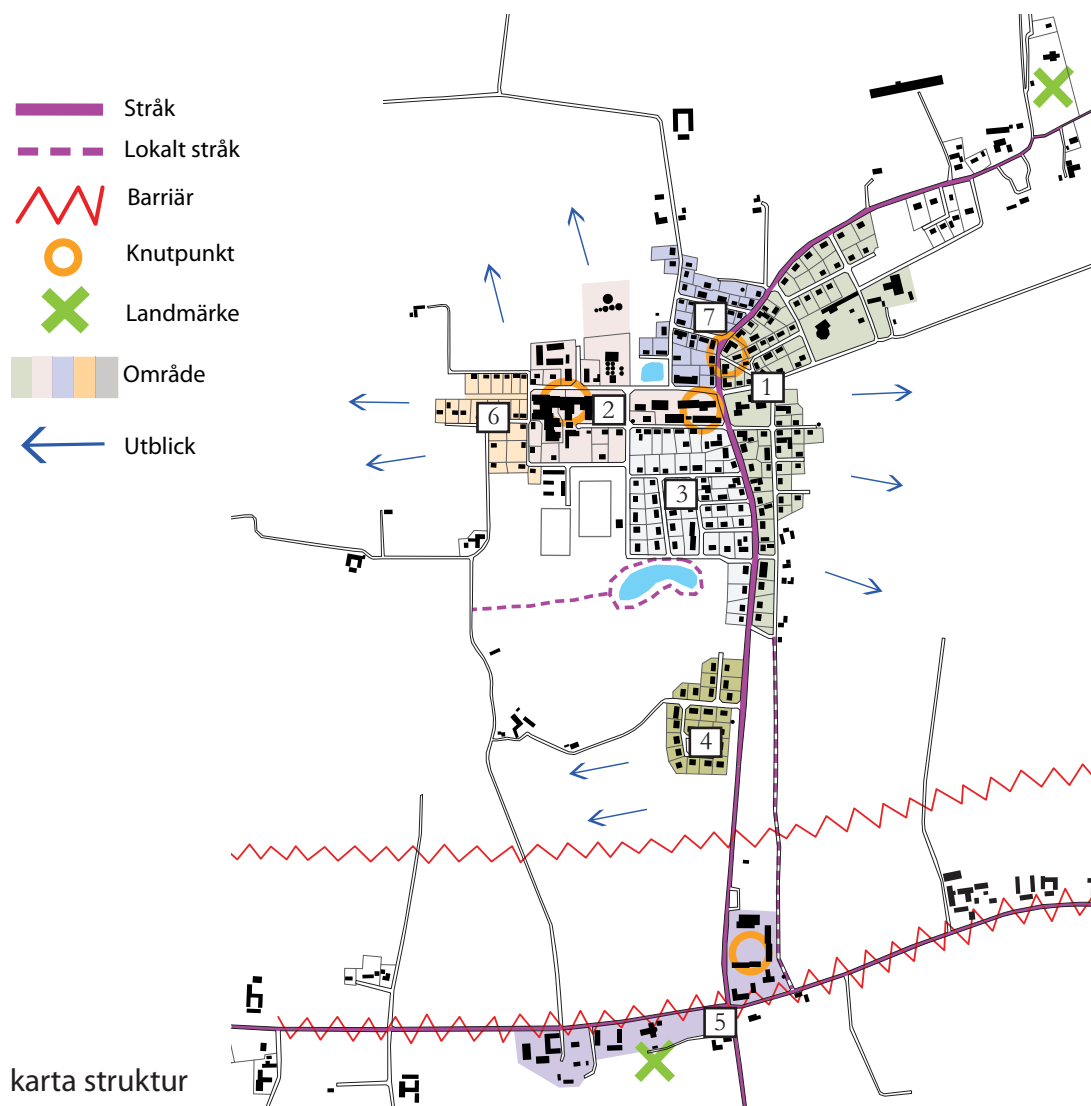 Stråk
Lokalt stråk
Barriär
Knutpunkt
Landmärke
Område
Utblick
7
1
6
2
3
4
5
karta struktur